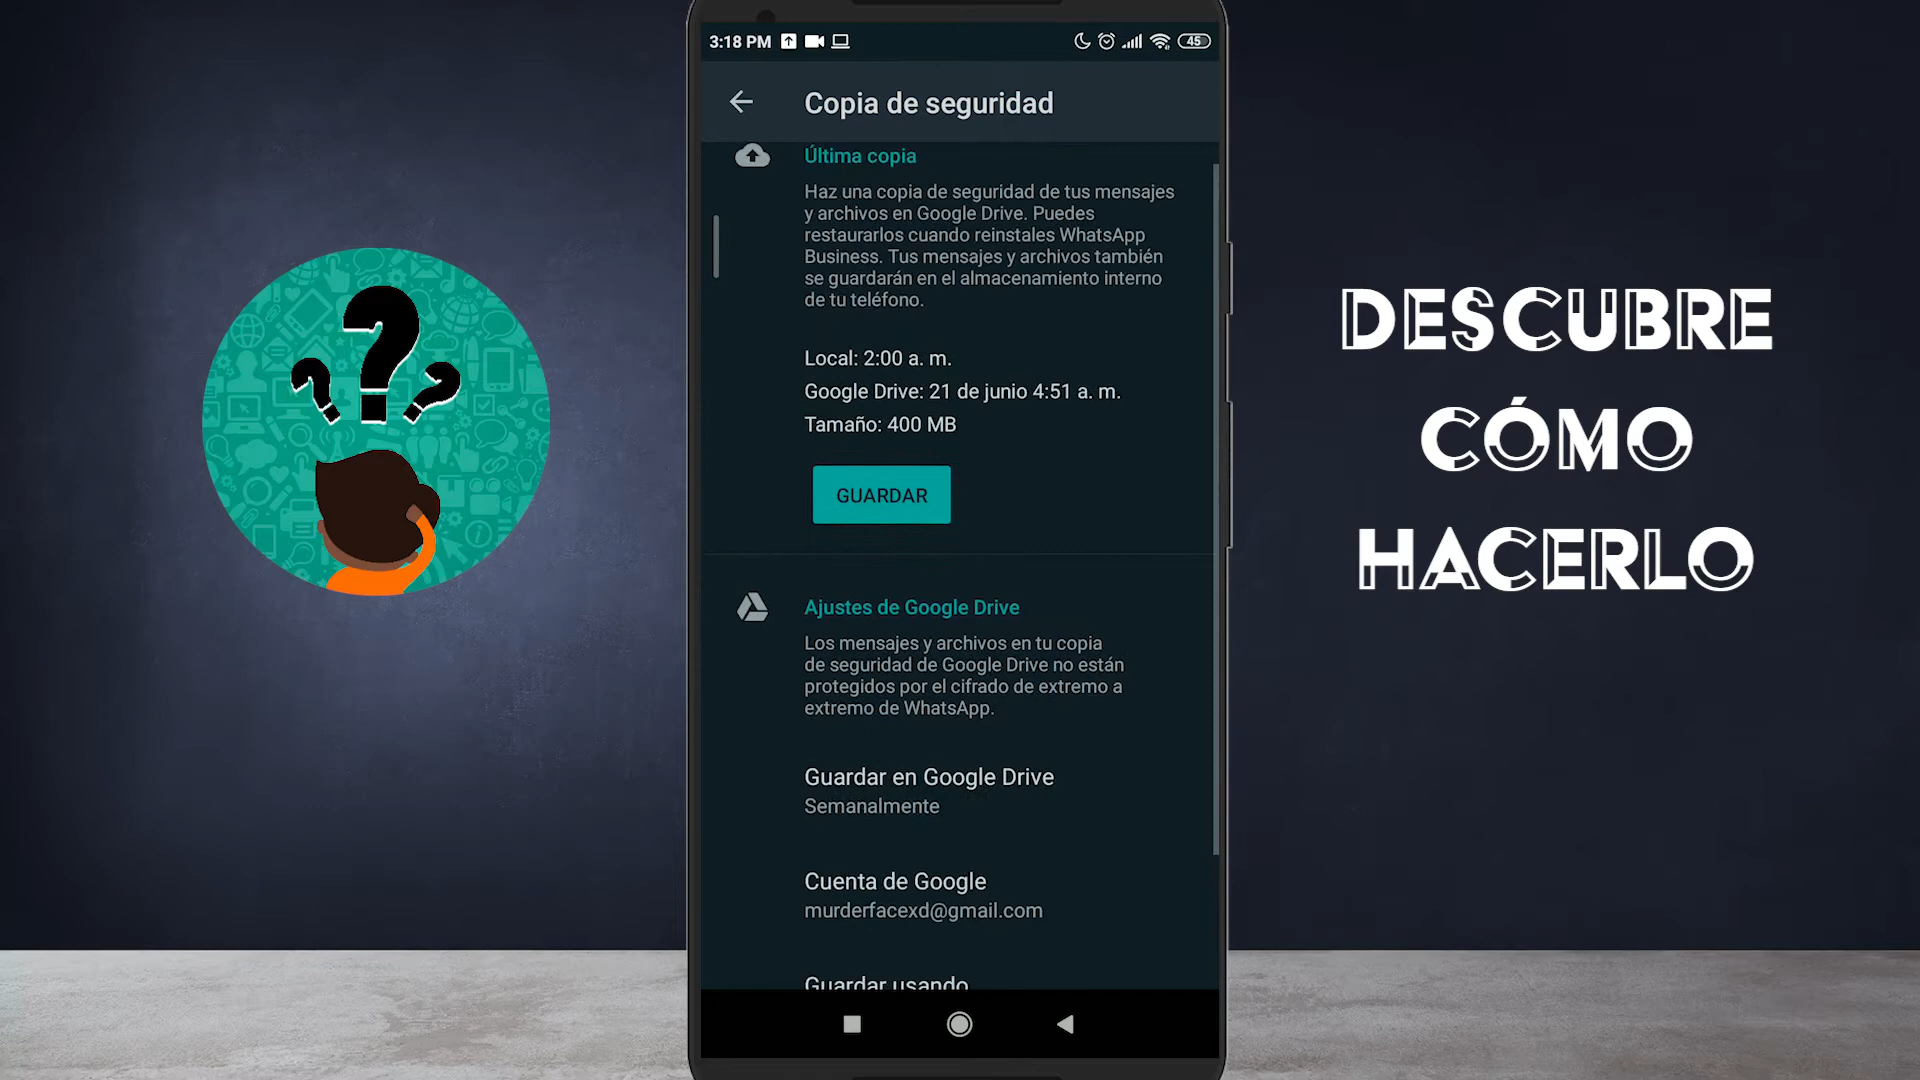 3:18 PM
45
Copia de seguridad
Última copia
Haz una copia de seguridad de tus mensajes
y archivos en Google Drive. Puedes
restaurarlos cuando reinstales WhatsApp
Business. Tus mensajes y archivos también
se guardarán en el almacenamiento interno
de tu teléfono.
Local: 2:00 a. m.
Google Drive: 21 de junio 4:51 a. m.
Tamaño: 400 MB
GUARDAR
Ajustes de Google Drive
Los mensajes y archivos en tu copia
de seguridad de Google Drive no están
protegidos por el cifrado de extremo a
extremo de WhatsApp.
Guardar en Google Drive
Semanalmente
Cuenta de Google
murderfacexd@gmail.com
Guardar usando
DESCUBRE
CÓMO
HACERLO